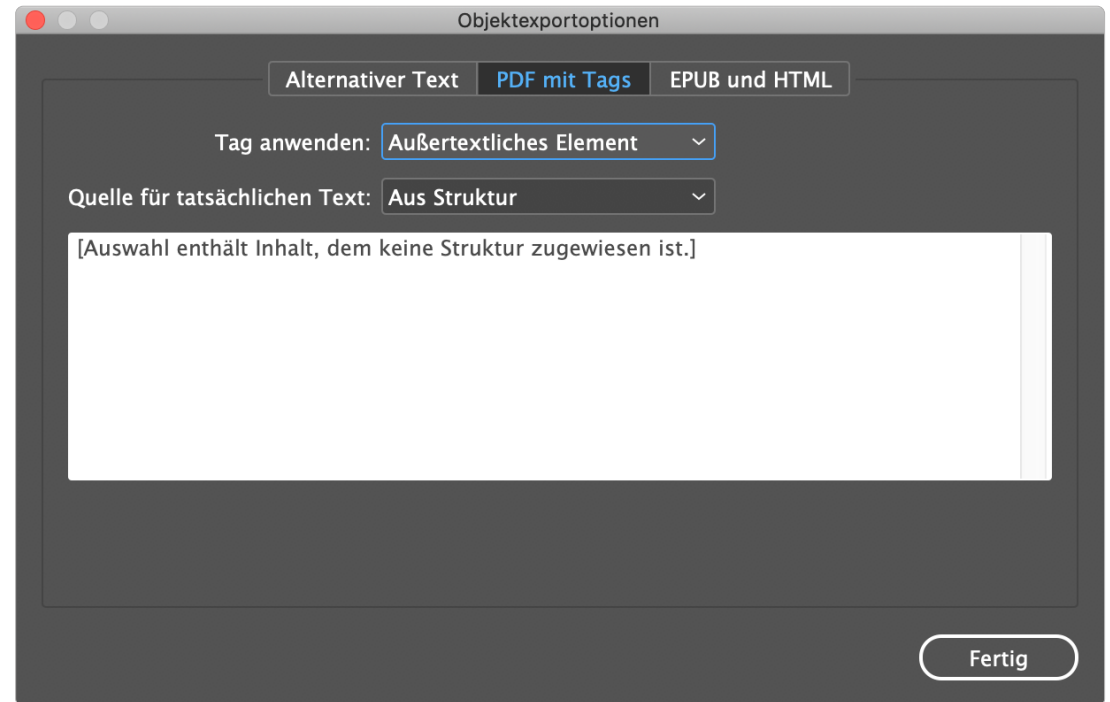 Objektexportoptionen
Alternativer Text PDF mit Tags EPUB und HTML
Tag anwenden: Außertextliches Element
Quelle für tatsächlichen Text: Aus Struktur
[Auswahl enthält Inhalt, dem keine Struktur zugewiesen ist.]
Fertig